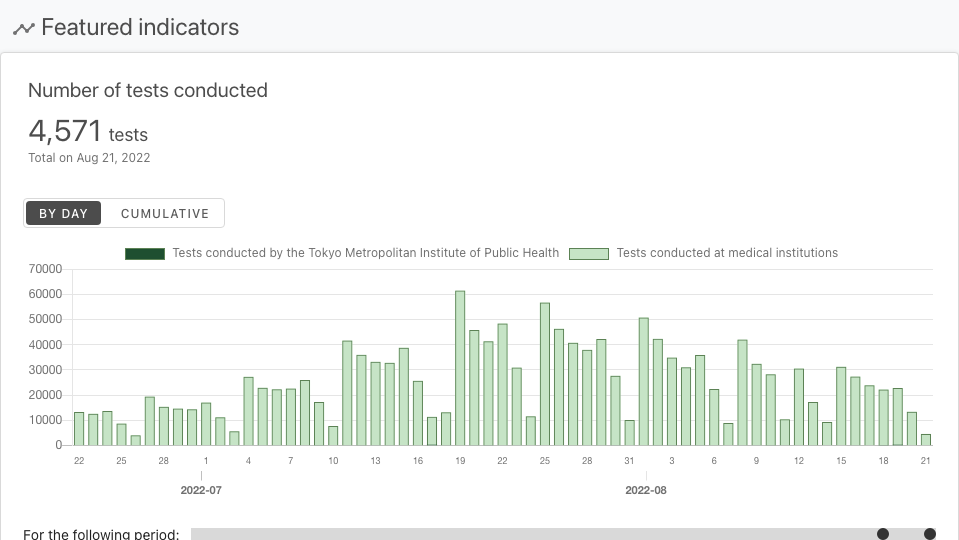 Featured indicators
Number of tests conducted
4,571 tests
Total on Aug 21, 2022
BY DAY CUMULATIVE
Tests conducted by the Tokyo Metropolitan Institute of Public Health Tests conducted at medical institutions
70000
60000
50000
40000
30000
20000
10000
0
22 25 28 1 4 7 10 13 16 19 22 25 28 31 3 6 9 12 15 18 21
2022-07 2022-08
For the following period: